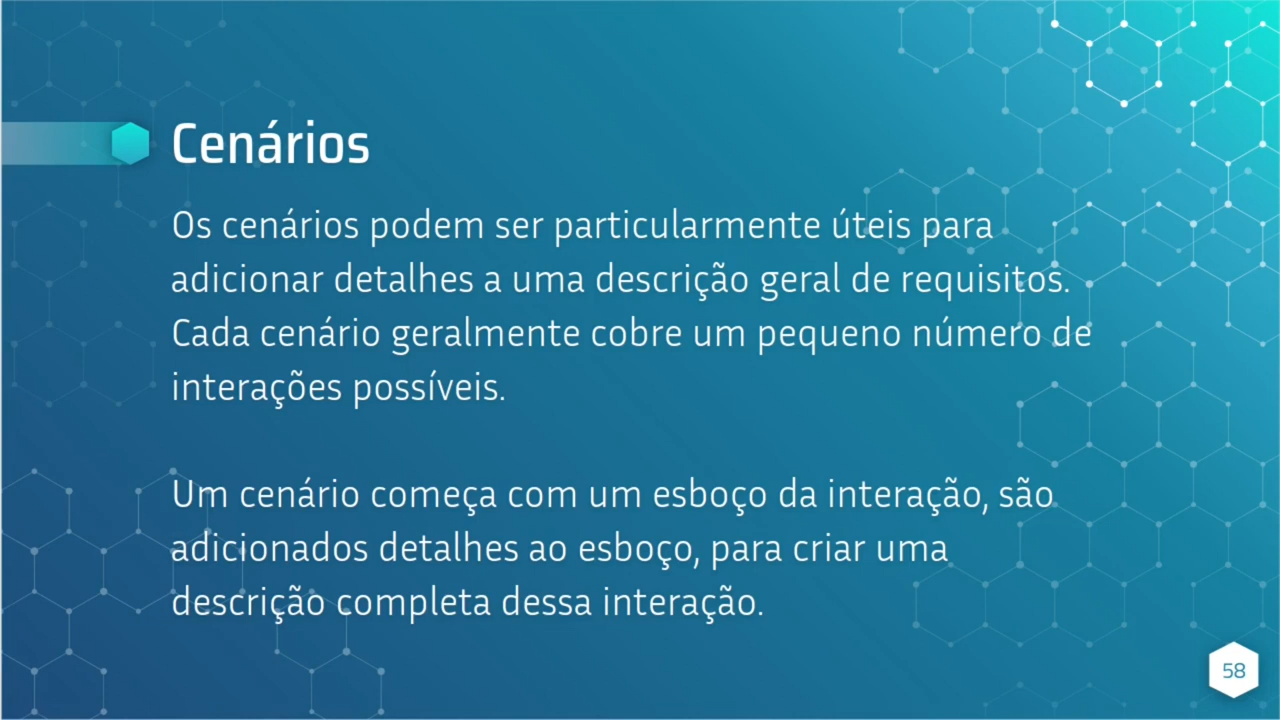 Cenários
Os cenários podem ser particularmente úteis para
adicionar detalhes a uma descrição geral de requisitos.
Cada cenário geralmente cobre um pequeno número de
interações possíveis.
Um cenário começa com um esboço da interação, são
adicionados detalhes ao esboço, para criar uma
descrição completa dessa interação.
58